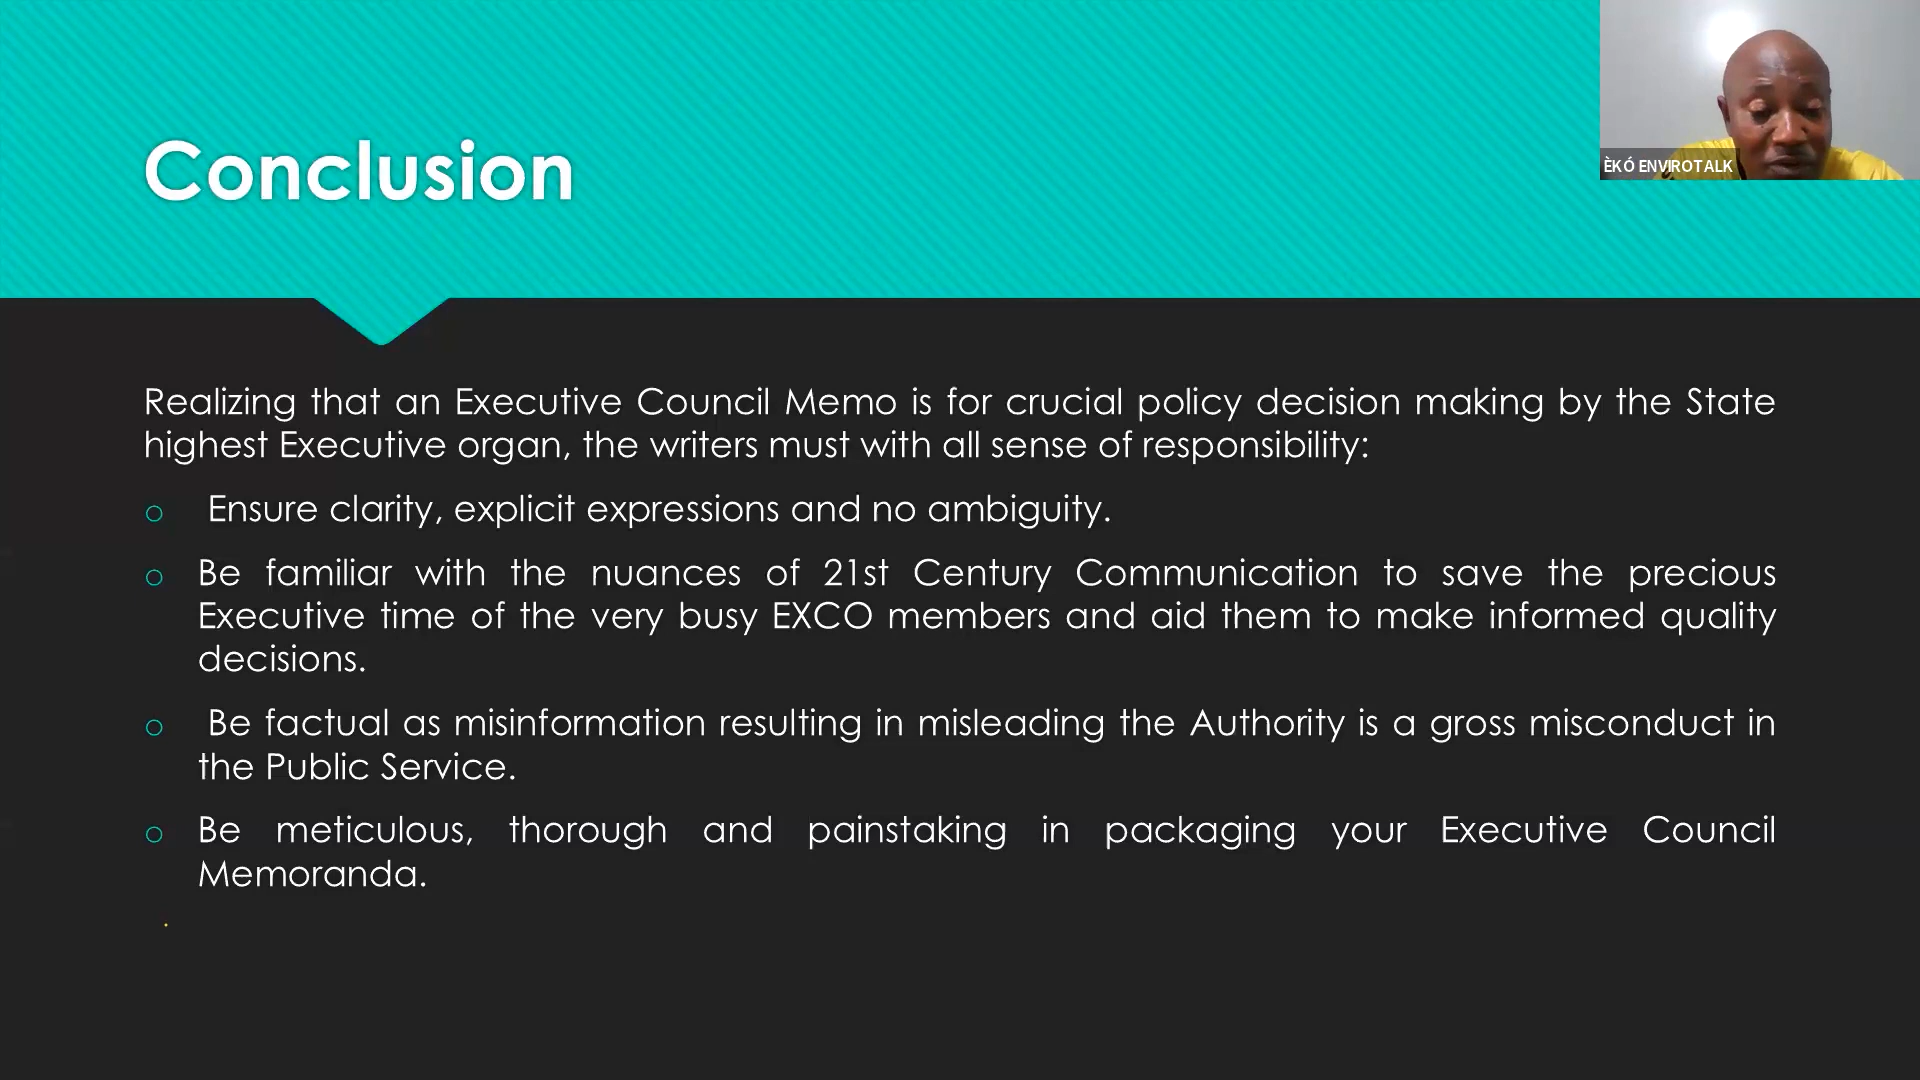 Conclusion
ÈKÓ ENVIROTALK
Realizing that an Executive Council Memo is for crucial policy decision making by the State
highest Executive organ, the writers must with all sense of responsibility:
Ensure clarity, explicit expressions and no ambiguity.
Be familiar with the nuances of 21st Century Communication to save the precious
Executive time of the very busy EXCO members and aid them to make informed quality
decisions.
Be factual as misinformation resulting in misleading the Authority is a gross misconduct in
the Public Service.
Be meticulous, thorough and painstaking in packaging your Executive Council
Memoranda.